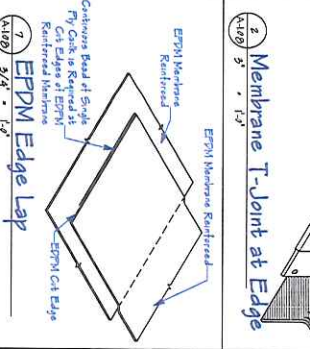 2
A-108
Membrane T-Joint at Edge
3" = 1'-0"
EPDM Membrane
Reinforced
EPDM Membrane Reinforced
Continuous Bead of Single
Ply Caulk is Required at
Cut Edges of EPDM
Reinforced Membrane
EPDM Cut Edge
7
A-108
EPDM Edge Lap
3/4" = 1'-0"